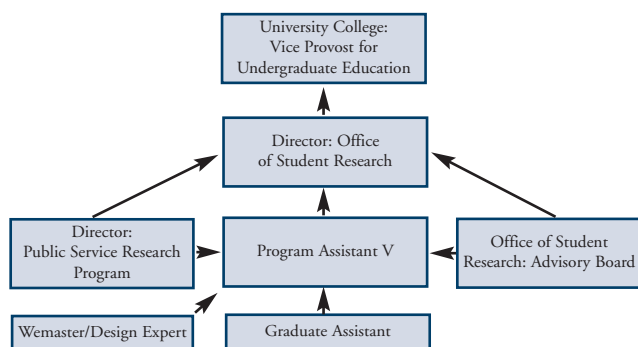 University College:
Vice Provost for
Undergraduate Education
Director: Office
of Student Research
Director:
Public Service Research
Program
Program Assistant V
Office of Student
Research: Advisory Board
Wemaster/Design Expert
Graduate Assistant